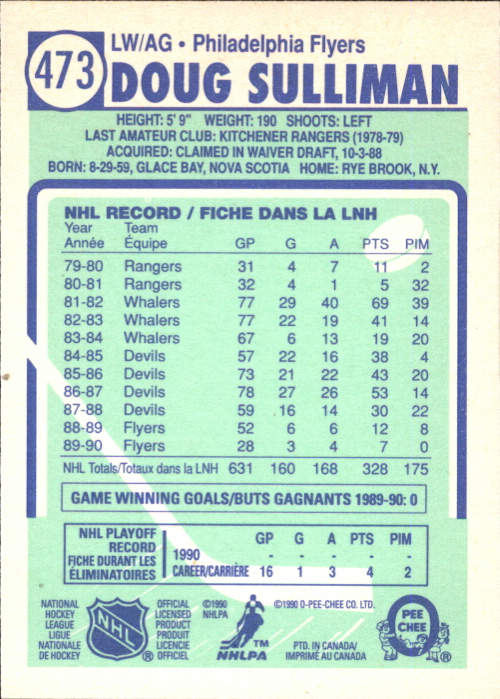 473
LW/AG • Philadelphia Flyers
DOUG SULLIMAN
HEIGHT: 5' 9" WEIGHT: 190 SHOOTS: LEFT
LAST AMATEUR CLUB: KITCHENER RANGERS (1978-79)
ACQUIRED: CLAIMED IN WAIVER DRAFT, 10-3-88
BORN: 8-29-59, GLACE BAY, NOVA SCOTIA HOME: RYE BROOK, N.Y.
NHL RECORD / FICHE DANS LA LNH
Year Team
Année Équipe GP G A PTS PIM
79-80 Rangers 31 4 7 11 2
80-81 Rangers 32 4 1 5 32
81-82 Whalers 77 29 40 69 39
82-83 Whalers 77 22 19 41 14
83-84 Whalers 67 6 13 19 20
84-85 Devils 57 22 16 38 4
85-86 Devils 73 21 22 43 20
86-87 Devils 78 27 26 53 14
87-88 Devils 59 16 14 30 22
88-89 Flyers 52 6 6 12 8
89-90 Flyers 28 3 4 7 0
NHL Totals/Totaux dans la LNH 631 160 168 328 175
GAME WINNING GOALS/BUTS GAGNANTS 1989-90: 0
NHL PLAYOFF
RECORD
FICHE DURANT LES
ÉLIMINATOIRES
GP G A PTS PIM
1990 - - - - -
CAREER/CARRIÈRE 16 1 3 4 2
NATIONAL
HOCKEY
LEAGUE
LIGUE
NATIONALE
DE HOCKEY
NHL
®
OFFICIAL
LICENSED
PRODUCT
PRODUIT
LICENCIÉ
OFFICIEL
©1990
NHLPA
TM
NHLPA
©1990 O-PEE-CHEE CO. LTD.
PTD. IN CANADA/
IMPRIMÉ AU CANADA
O
PEE
CHEE
®